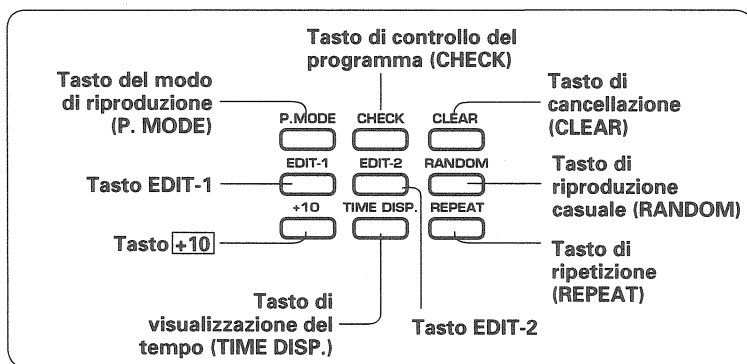 Tasto di controllo del
programma (CHECK)
Tasto del modo
di riproduzione
(P. MODE)
Tasto di
cancellazione
(CLEAR)
P.MODE CHECK CLEAR
EDIT-1 EDIT-2 RANDOM
Tasto EDIT-1
Tasto di
riproduzione
casuale (RANDOM)
+10 TIME DISP. REPEAT
Tasto +10
Tasto di
ripetizione
(REPEAT)
Tasto di
visualizzazione del
tempo (TIME DISP.)
Tasto EDIT-2